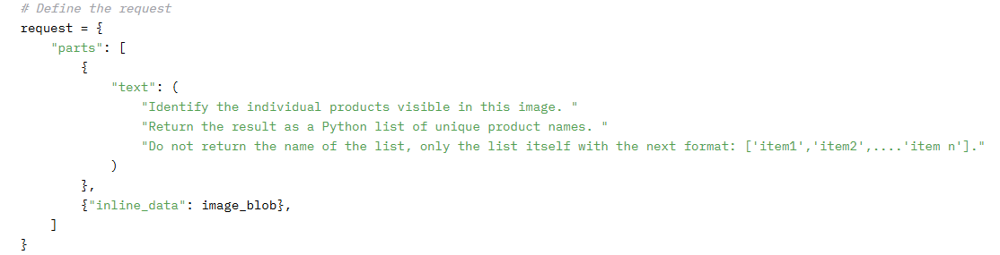 # Define the request
request = {
    "parts": [
        {
            "text": (
                "Identify the individual products visible in this image. "
                "Return the result as a Python list of unique product names. "
                "Do not return the name of the list, only the list itself with the next format: ['item1','item2',....'item n']."
            )
        },
        {"inline_data": image_blob},
    ]
}